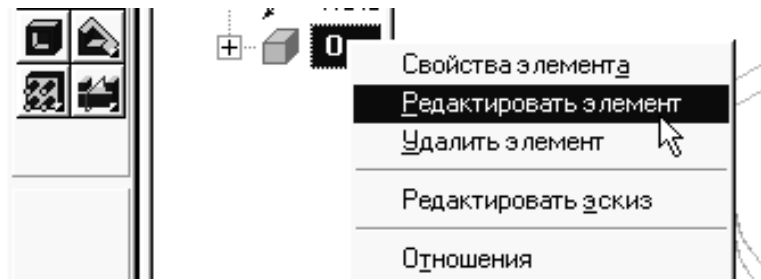 О
Свойства элемента
Редактировать элемент
Удалить элемент
Редактировать эскиз
Отношения